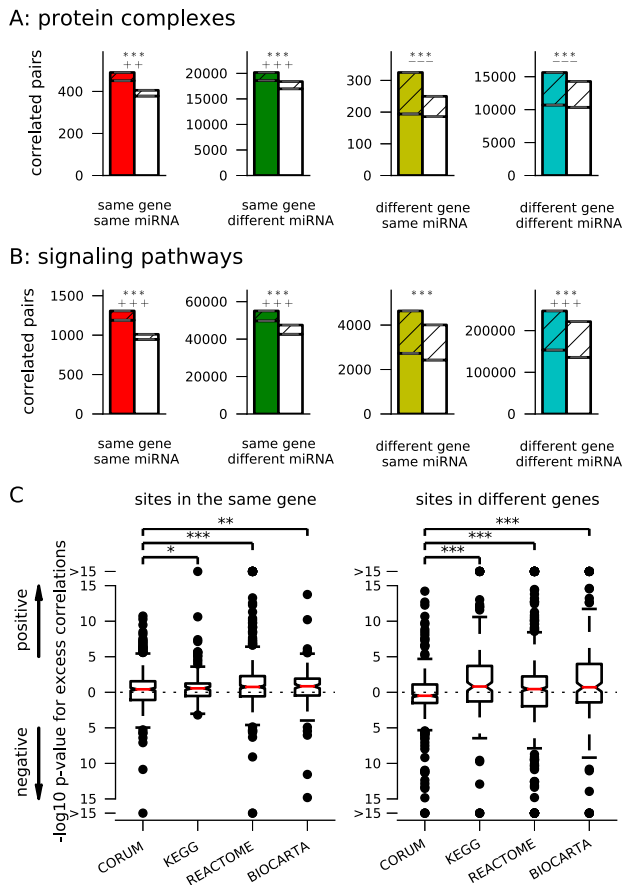 A: protein complexes
correlated pairs
400
200
0
***
++
same gene
same miRNA
20000
15000
10000
5000
0
***
+++
same gene
different miRNA
300
200
100
0
***
−−−
different gene
same miRNA
15000
10000
5000
0
***
−−−
different gene
different miRNA
B: signaling pathways
correlated pairs
1500
1000
500
0
***
+++
same gene
same miRNA
60000
40000
20000
0
***
+++
same gene
different miRNA
4000
2000
0
***
different gene
same miRNA
200000
100000
0
***
+++
different gene
different miRNA
C
sites in the same gene
**
***
*
positive
negative
-log10 p-value for excess correlations
>15
15
10
5
0
5
10
15
>15
CORUM
KEGG
REACTOME
BIOCARTA
sites in different genes
***
***
***
>15
15
10
5
0
5
10
15
>15
CORUM
KEGG
REACTOME
BIOCARTA